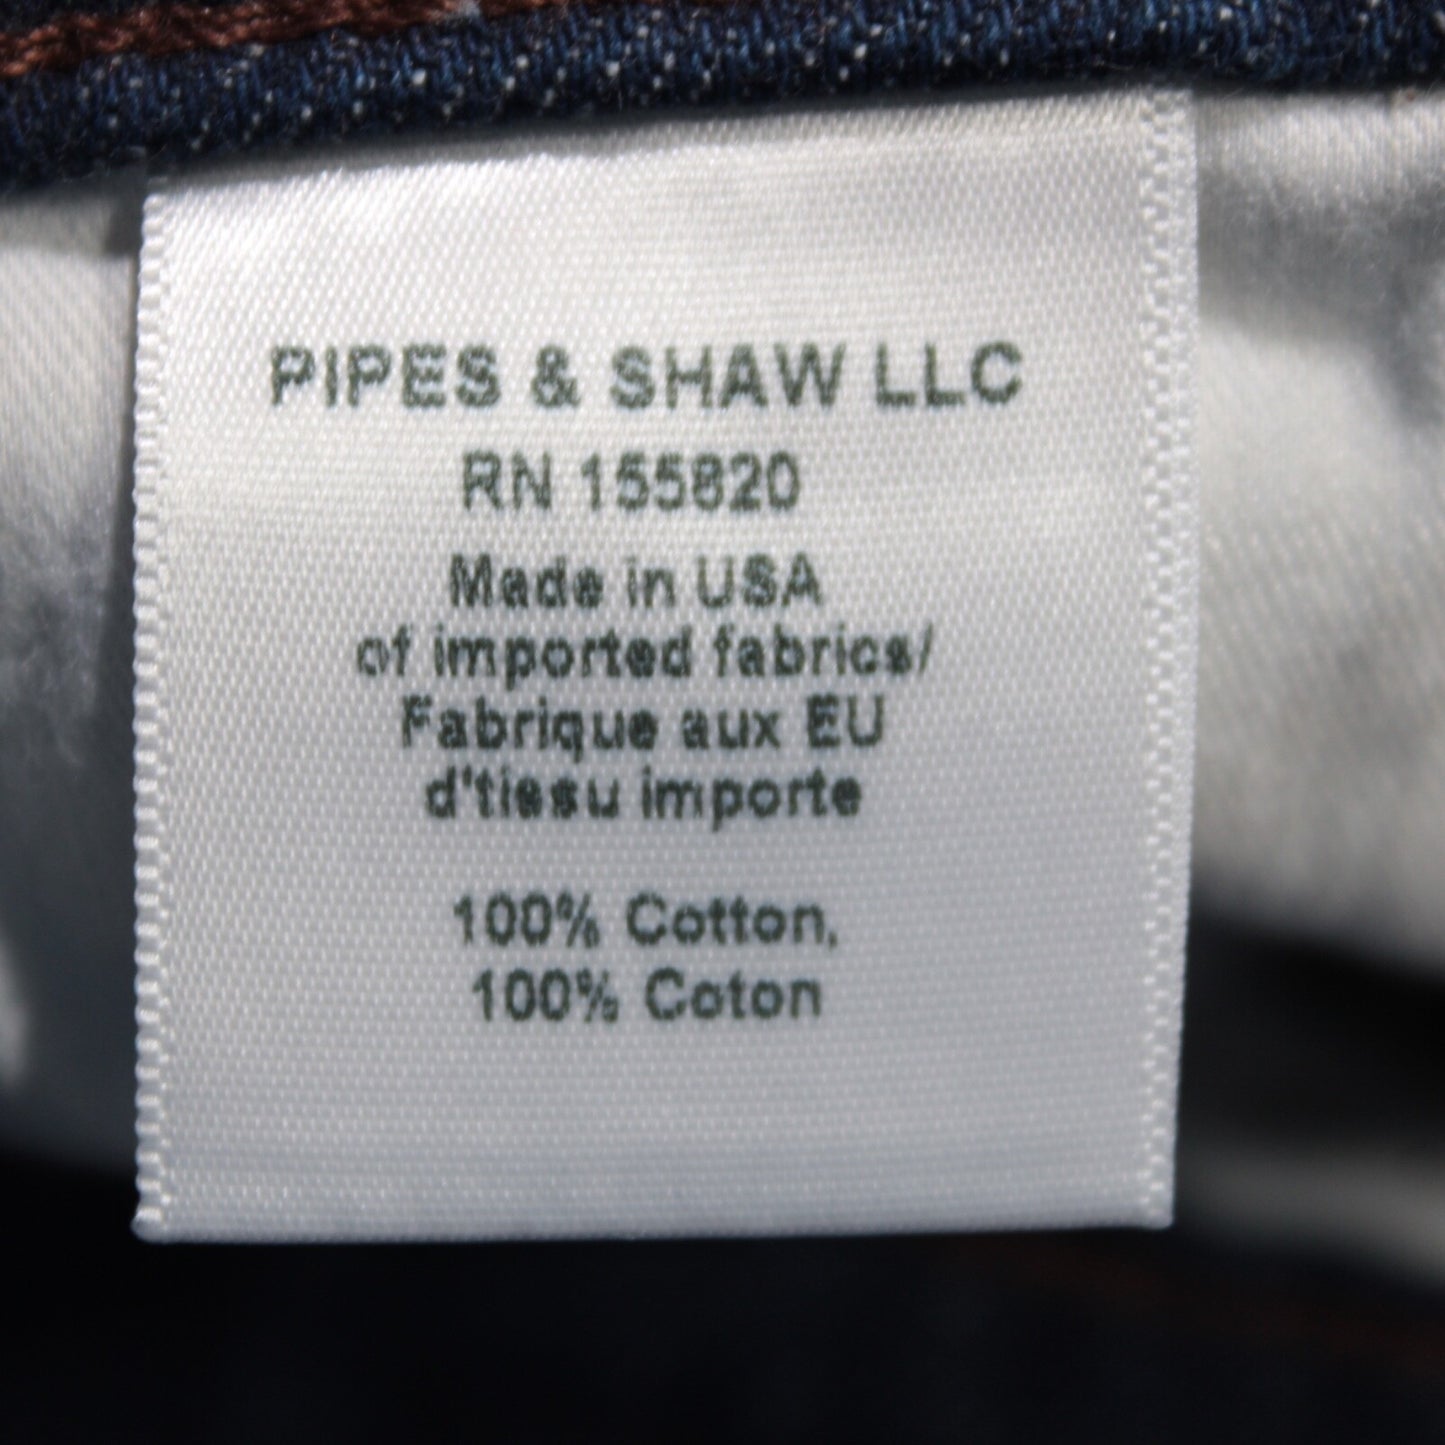 PIPES & SHAW LLC
RN 155820
Made in USA
of imported fabrics/
Fabrique aux EU
d'tissu importe
100% Cotton,
100% Coton